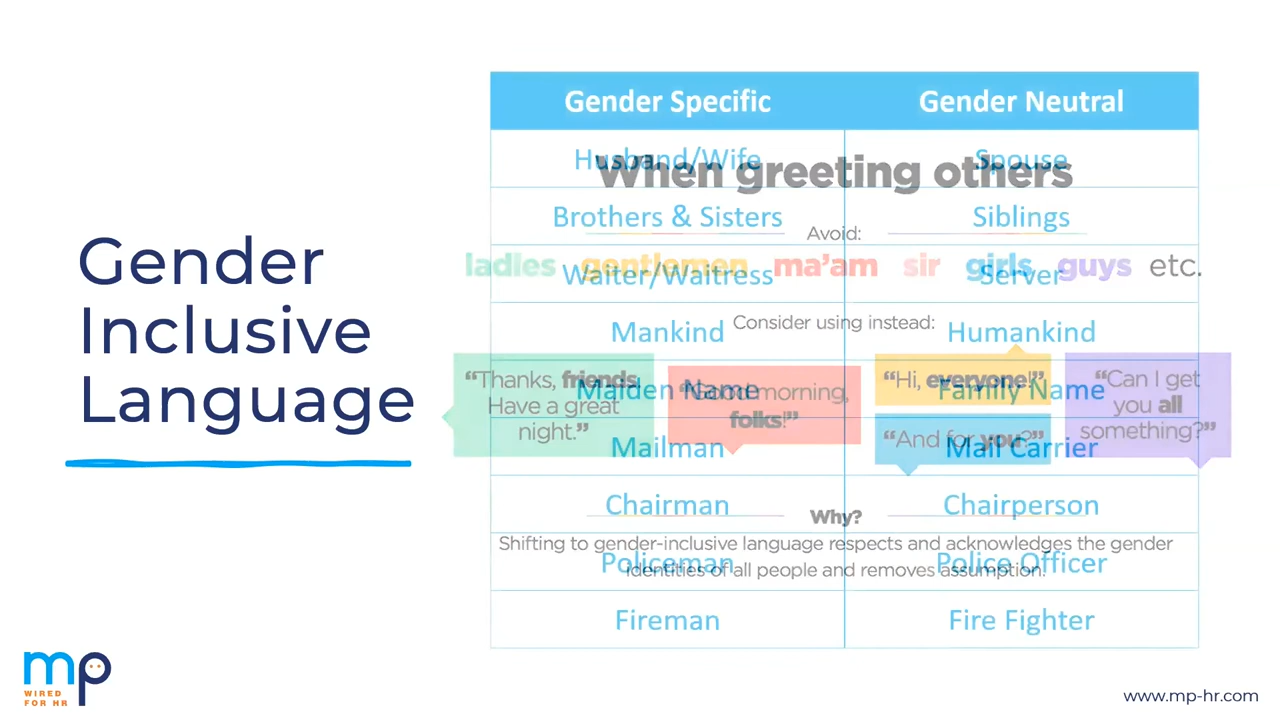 Gender
Inclusive
Language
Gender Specific Gender Neutral
Husband/Wife Spouse
Brothers & Sisters Siblings
Waiter/Waitress Server
Mankind Humankind
Maiden Name Family Name
Mailman Mail Carrier
Chairman Chairperson
Policeman Police Officer
Fireman Fire Fighter
"When greeting others
Avoid:
ladies gentlemen ma'am sir girls guys etc.
Consider using instead:
"Thanks, friends.
Have a great
night."
"Good morning,
folks!"
"Hi, everyone!"
"And for you?"
"Can I get
you all
something?"
Why?
Shifting to gender-inclusive language respects and acknowledges the gender
identities of all people and removes assumption.
mp
WIRED
FOR HR
www.mp-hr.com